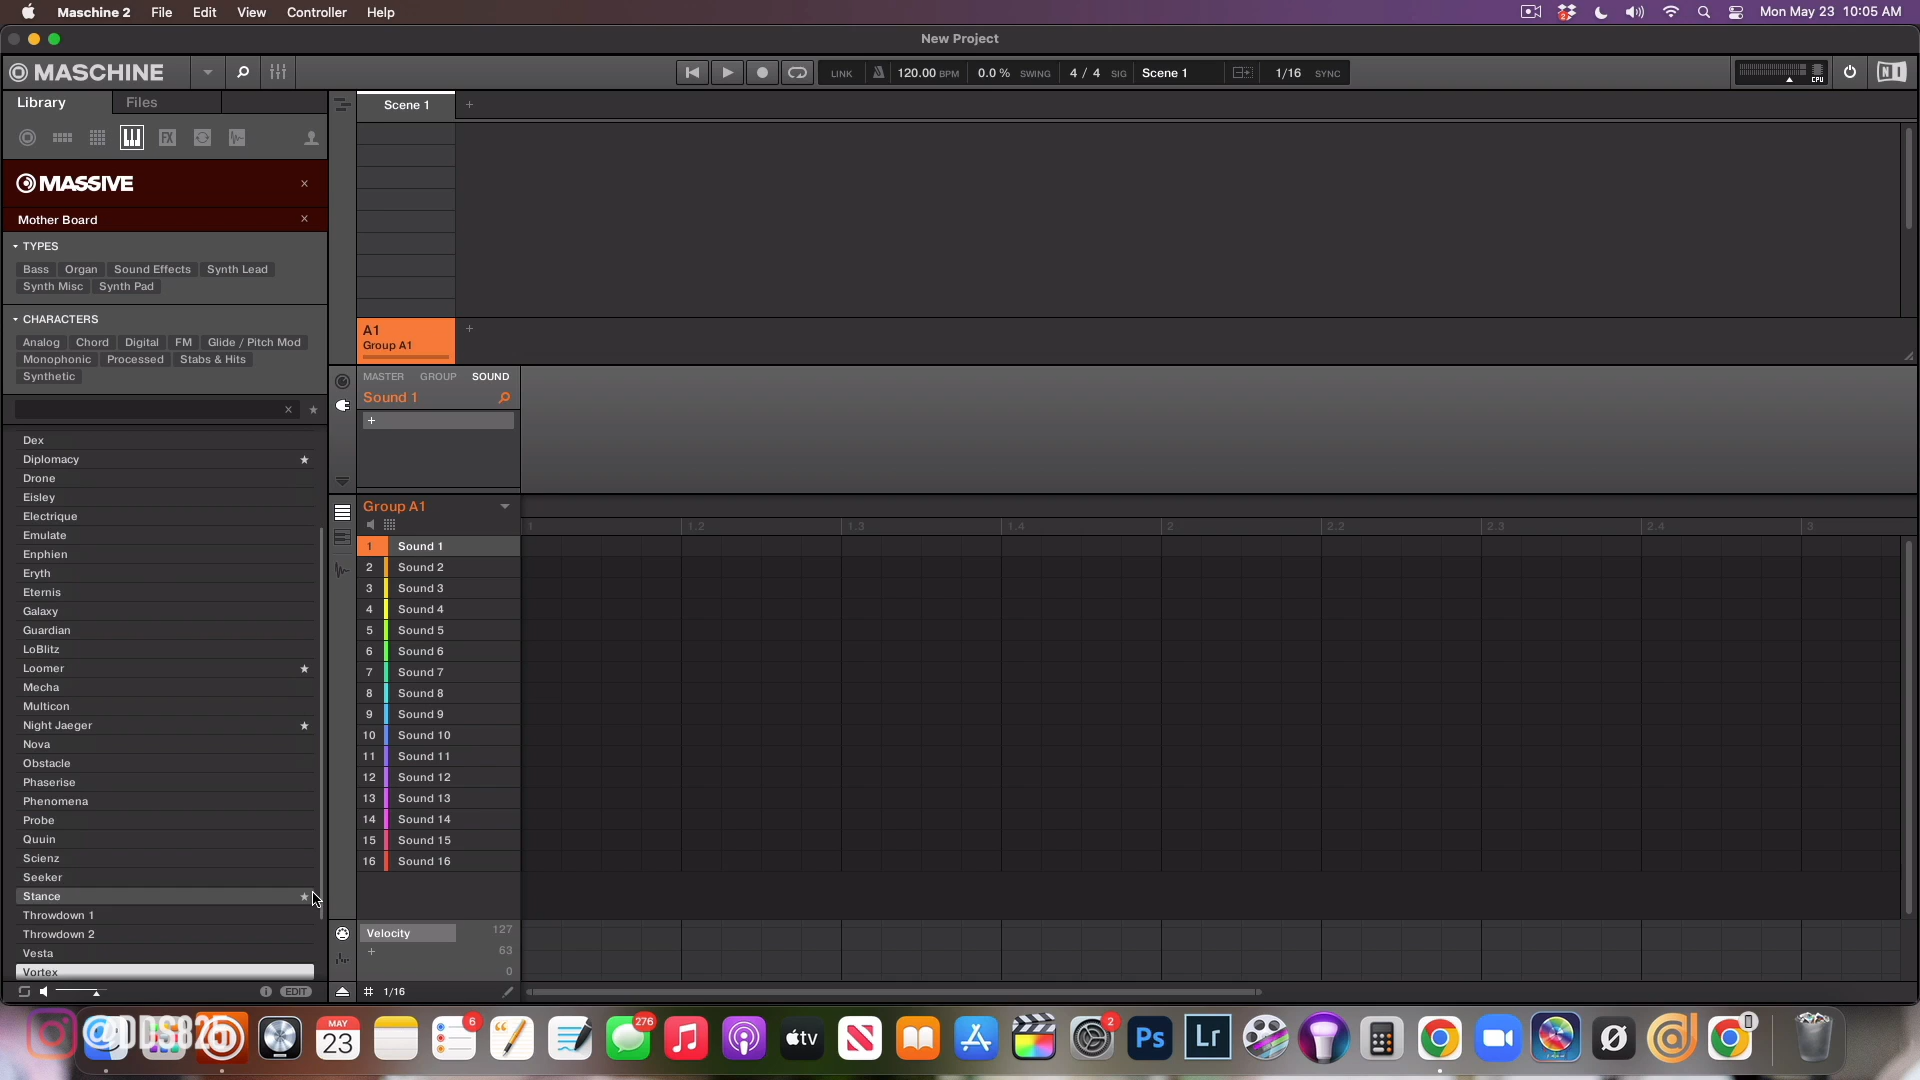 Maschine 2 File Edit View Controller Help
2
Mon May 23 10:05 AM
New Project
MASCHINE
LINK 120.00 BPM 0.0 % SWING 4 / 4 SIG Scene 1 1/16 SYNC
CPU
NI
Library Files
Scene 1 +
FX
MASSIVE ×
Mother Board ×
TYPES
Bass Organ Sound Effects Synth Lead
Synth Misc Synth Pad
CHARACTERS
Analog Chord Digital FM Glide / Pitch Mod
Monophonic Processed Stabs & Hits
Synthetic
Dex
Diplomacy
Drone
Eisley
Electrique
Emulate
Enphien
Eryth
Eternis
Galaxy
Guardian
LoBlitz
Loomer
Mecha
Multicon
Night Jaeger
Nova
Obstacle
Phaserise
Phenomena
Probe
Quuin
Scienz
Seeker
Stance
Throwdown 1
Throwdown 2
Vesta
Vortex
EDIT
A1 +
Group A1
MASTER GROUP SOUND
Sound 1
+
Group A1
1 1.2 1.3 1.4 2 2.2 2.3 2.4 3
1 Sound 1
2 Sound 2
3 Sound 3
4 Sound 4
5 Sound 5
6 Sound 6
7 Sound 7
8 Sound 8
9 Sound 9
10 Sound 10
11 Sound 11
12 Sound 12
13 Sound 13
14 Sound 14
15 Sound 15
16 Sound 16
Velocity 127
+ 63
0
1/16
@DDS825
MAY
23
6
276
tv
2
Ps
Lr